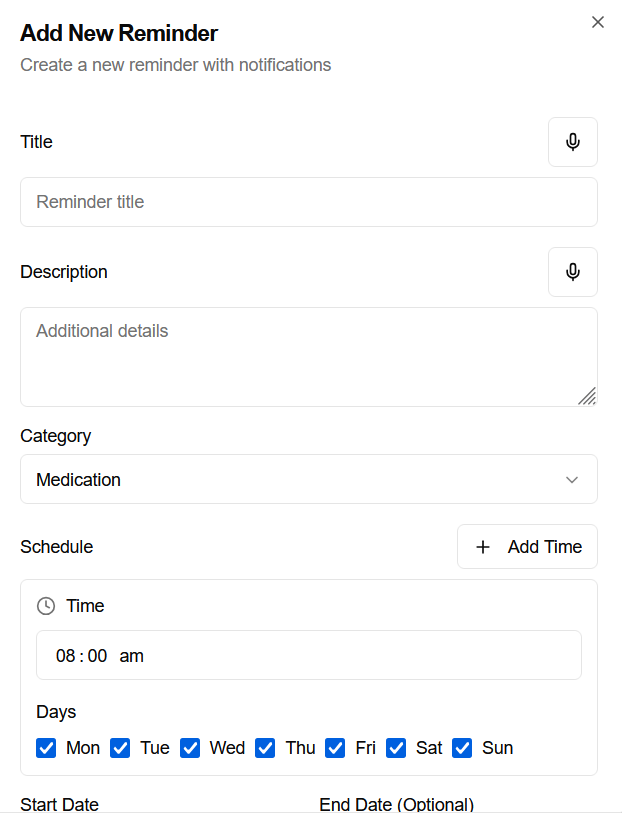 Add New Reminder
Create a new reminder with notifications
Title
Reminder title
Description
Additional details
Category
Medication
Schedule
Add Time
Time
08 : 00 am
Days
Mon Tue Wed Thu Fri Sat Sun
Start Date End Date (Optional)